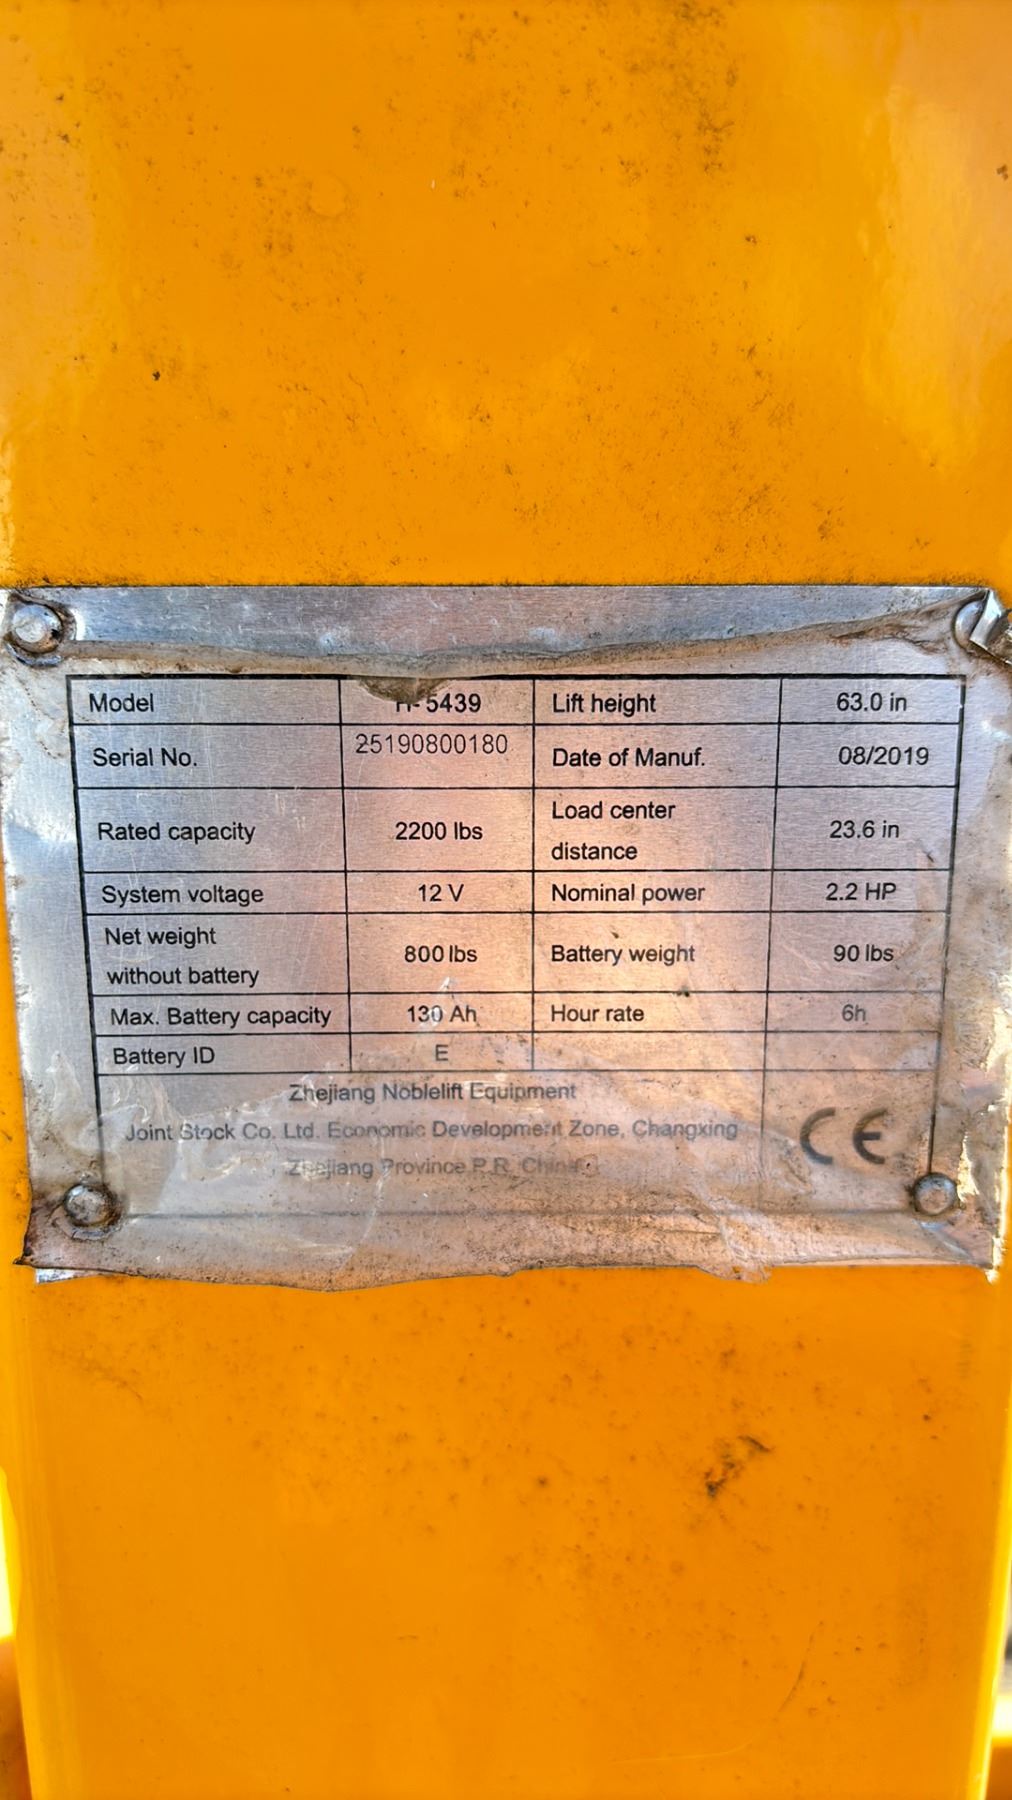 Model H-5439 Lift height 63.0 in
Serial No. 25190800180 Date of Manuf. 08/2019
Rated capacity 2200 lbs Load center distance 23.6 in
System voltage 12 V Nominal power 2.2 HP
Net weight without battery 800 lbs Battery weight 90 lbs
Max. Battery capacity 130 Ah Hour rate 6h
Battery ID E
Zhejiang Noblelift Equipment
Joint Stock Co. Ltd. Economic Development Zone, Changxing
Zhejiang Province P.R. China
CE